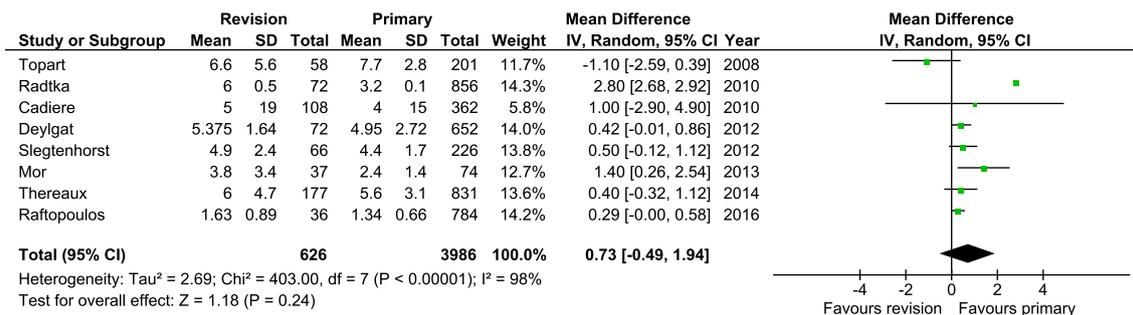 Revision Primary Mean Difference Mean Difference
Study or Subgroup Mean SD Total Mean SD Total Weight IV, Random, 95% CI Year IV, Random, 95% CI
Topart 6.6 5.6 58 7.7 2.8 201 11.7% -1.10 [-2.59, 0.39] 2008
Radtka 6 0.5 72 3.2 0.1 856 14.3% 2.80 [2.68, 2.92] 2010
Cadiere 5 19 108 4 15 362 5.8% 1.00 [-2.90, 4.90] 2010
Deylgat 5.375 1.64 72 4.95 2.72 652 14.0% 0.42 [-0.01, 0.86] 2012
Slegtenhorst 4.9 2.4 66 4.4 1.7 226 13.8% 0.50 [-0.12, 1.12] 2012
Mor 3.8 3.4 37 2.4 1.4 74 12.7% 1.40 [0.26, 2.54] 2013
Thereaux 6 4.7 177 5.6 3.1 831 13.6% 0.40 [-0.32, 1.12] 2014
Raftopoulos 1.63 0.89 36 1.34 0.66 784 14.2% 0.29 [-0.00, 0.58] 2016
Total (95% CI) 626 3986 100.0% 0.73 [-0.49, 1.94]
Heterogeneity: Tau² = 2.69; Chi² = 403.00, df = 7 (P < 0.00001); I² = 98%
Test for overall effect: Z = 1.18 (P = 0.24)
-4 -2 0 2 4
Favours revision Favours primary